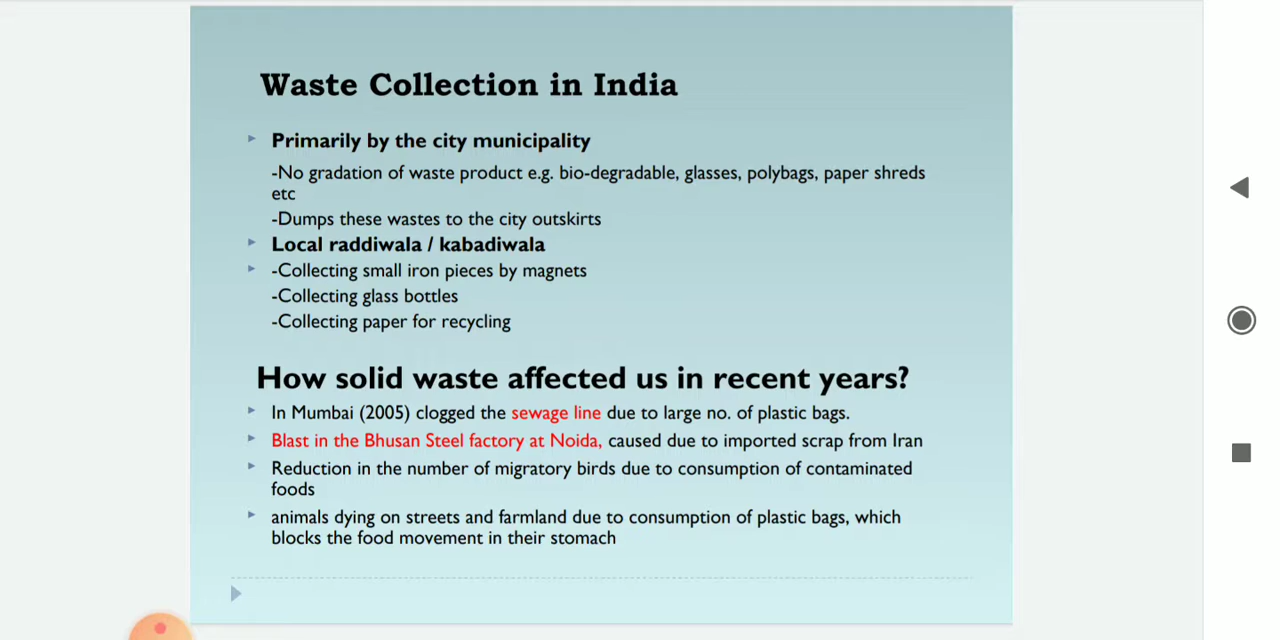 Waste Collection in India
Primarily by the city municipality
-No gradation of waste product e.g. bio-degradable, glasses, polybags, paper shreds
etc
-Dumps these wastes to the city outskirts
Local raddiwala / kabadiwala
-Collecting small iron pieces by magnets
-Collecting glass bottles
-Collecting paper for recycling
How solid waste affected us in recent years?
In Mumbai (2005) clogged the sewage line due to large no. of plastic bags.
Blast in the Bhusan Steel factory at Noida, caused due to imported scrap from Iran
Reduction in the number of migratory birds due to consumption of contaminated
foods
animals dying on streets and farmland due to consumption of plastic bags, which
blocks the food movement in their stomach